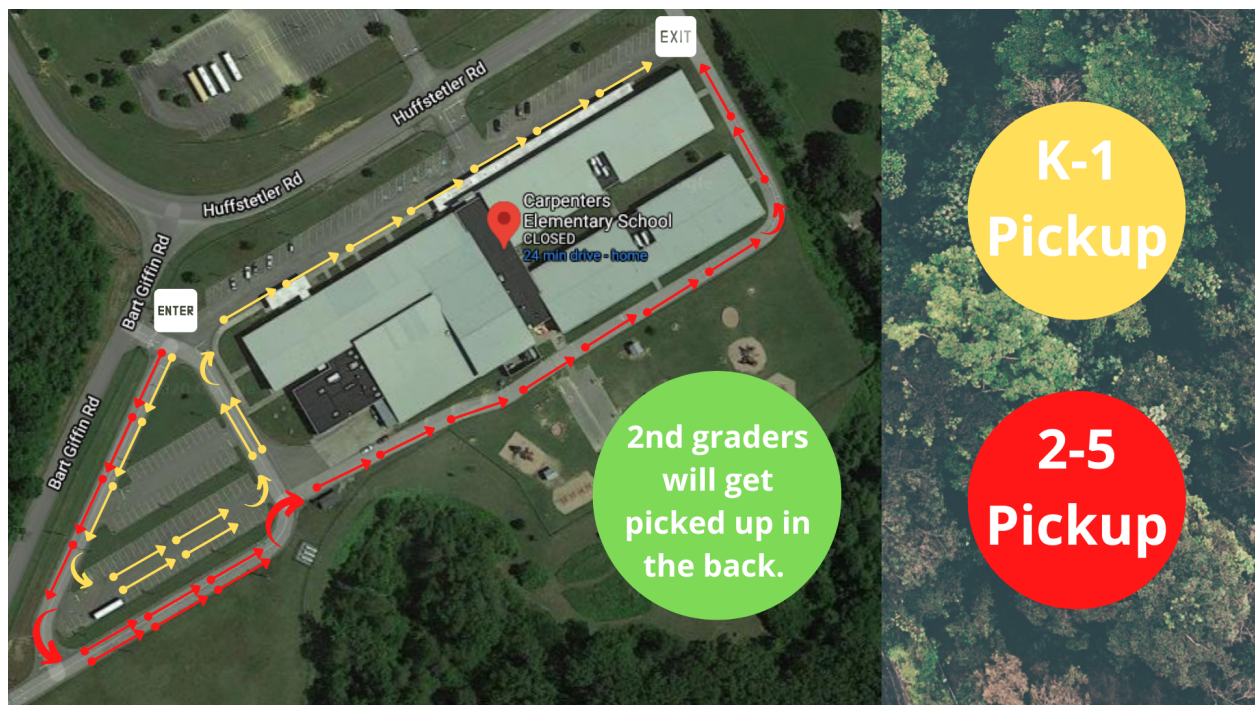 EXIT
Huffstetler Rd
Huffstetler Rd
Carpenters
Elementary School
CLOSED
24 min drive - home
Bart Giffin Rd
ENTER
Bart Giffin Rd
2nd graders
will get
picked up in
the back.
K-1
Pickup
2-5
Pickup